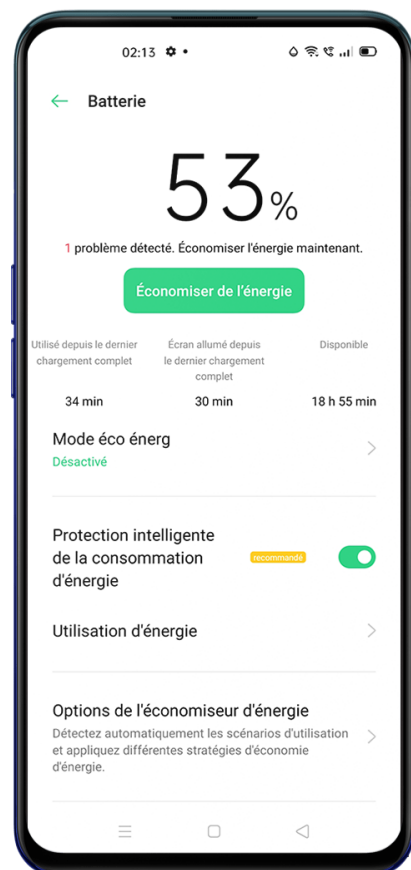 02:13
Batterie
53%
1 problème détecté. Économiser l'énergie maintenant.
Économiser de l'énergie
Utilisé depuis le dernier
chargement complet
34 min
Écran allumé depuis
le dernier chargement
complet
30 min
Disponible
18 h 55 min
Mode éco énerg
Désactivé
Protection intelligente
de la consommation
d'énergie
recommandé
Utilisation d'énergie
Options de l'économiseur d'énergie
Détectez automatiquement les scénarios d'utilisation
et appliquez différentes stratégies d'économie
d'énergie.